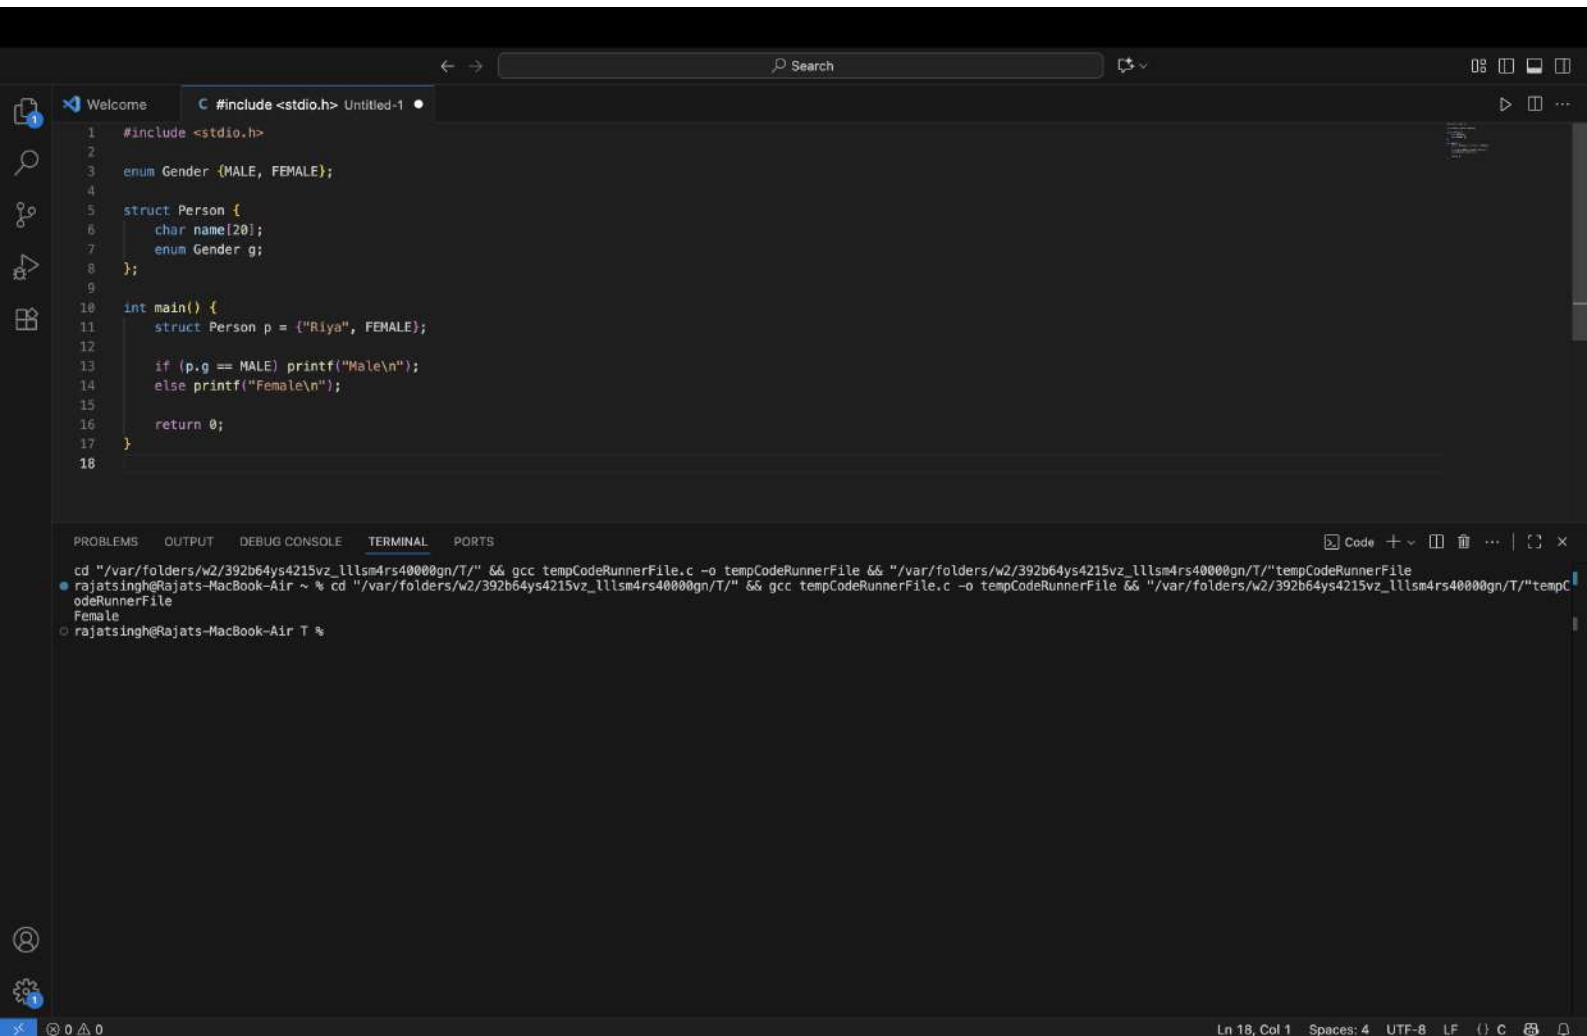 Search
Welcome
C #include <stdio.h> Untitled-1
1 #include <stdio.h>
2
3 enum Gender {MALE, FEMALE};
4
5 struct Person {
6     char name[20];
7     enum Gender g;
8 };
9
10 int main() {
11     struct Person p = {"Riya", FEMALE};
12
13     if (p.g == MALE) printf("Male\n");
14     else printf("Female\n");
15
16     return 0;
17 }
18
PROBLEMS OUTPUT DEBUG CONSOLE TERMINAL PORTS
Code
cd "/var/folders/w2/392b64ys4215vz_lllsm4rs40000gn/T/" && gcc tempCodeRunnerFile.c -o tempCodeRunnerFile && "/var/folders/w2/392b64ys4215vz_lllsm4rs40000gn/T/"tempCodeRunnerFile
rajatsingh@Rajats-MacBook-Air ~ % cd "/var/folders/w2/392b64ys4215vz_lllsm4rs40000gn/T/" && gcc tempCodeRunnerFile.c -o tempCodeRunnerFile && "/var/folders/w2/392b64ys4215vz_lllsm4rs40000gn/T/"tempC
odeRunnerFile
Female
rajatsingh@Rajats-MacBook-Air T %
1
1
0 0
Ln 18, Col 1 Spaces: 4 UTF-8 LF {} C